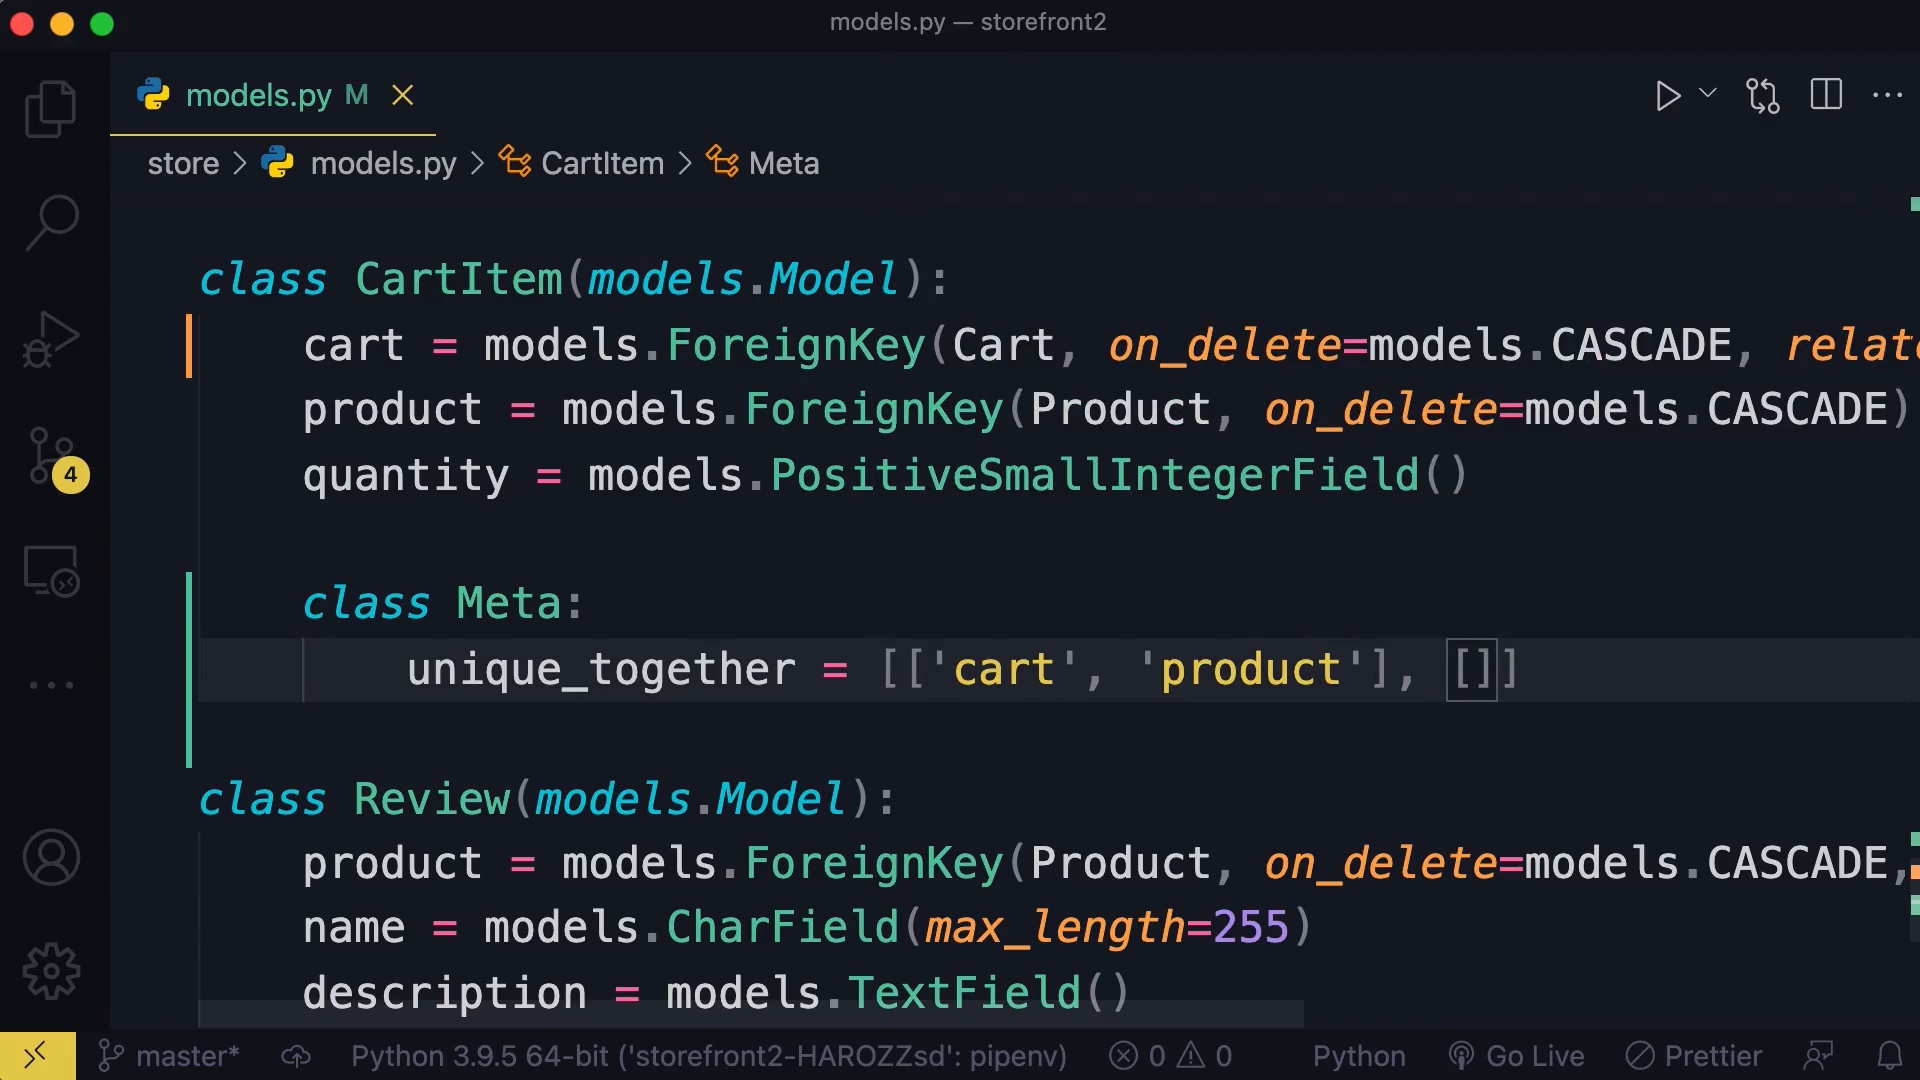 models.py — storefront2
models.py M
store > models.py > CartItem > Meta
class CartItem(models.Model):
cart = models.ForeignKey(Cart, on_delete=models.CASCADE, relat
product = models.ForeignKey(Product, on_delete=models.CASCADE)
quantity = models.PositiveSmallIntegerField()
class Meta:
unique_together = [['cart', 'product'], []]
class Review(models.Model):
product = models.ForeignKey(Product, on_delete=models.CASCADE,
name = models.CharField(max_length=255)
description = models.TextField()
4
master* Python 3.9.5 64-bit ('storefront2-HAROZZsd': pipenv) 0 0 Python Go Live Prettier